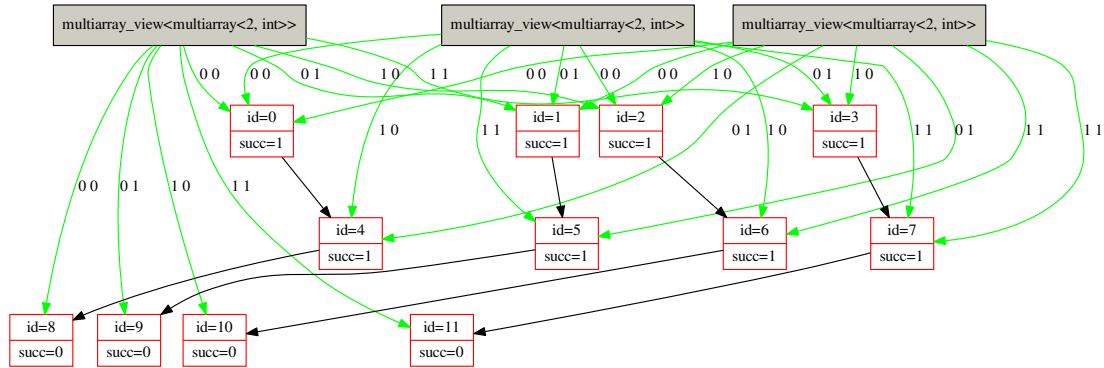 multiarray_view<multiarray<2, int>> multiarray_view<multiarray<2, int>> multiarray_view<multiarray<2, int>>
0 0 0 0 0 1 1 0 1 1 0 0 0 1 0 0 0 0 1 0 0 1 1 0
id=0 id=1 id=2 id=3
succ=1 succ=1 succ=1 succ=1
1 0 1 1 0 1 1 0 1 1 0 1 1 1 1 1
0 0 0 1 1 0 1 1
id=4 id=5 id=6 id=7
succ=1 succ=1 succ=1 succ=1
id=8 id=9 id=10 id=11
succ=0 succ=0 succ=0 succ=0